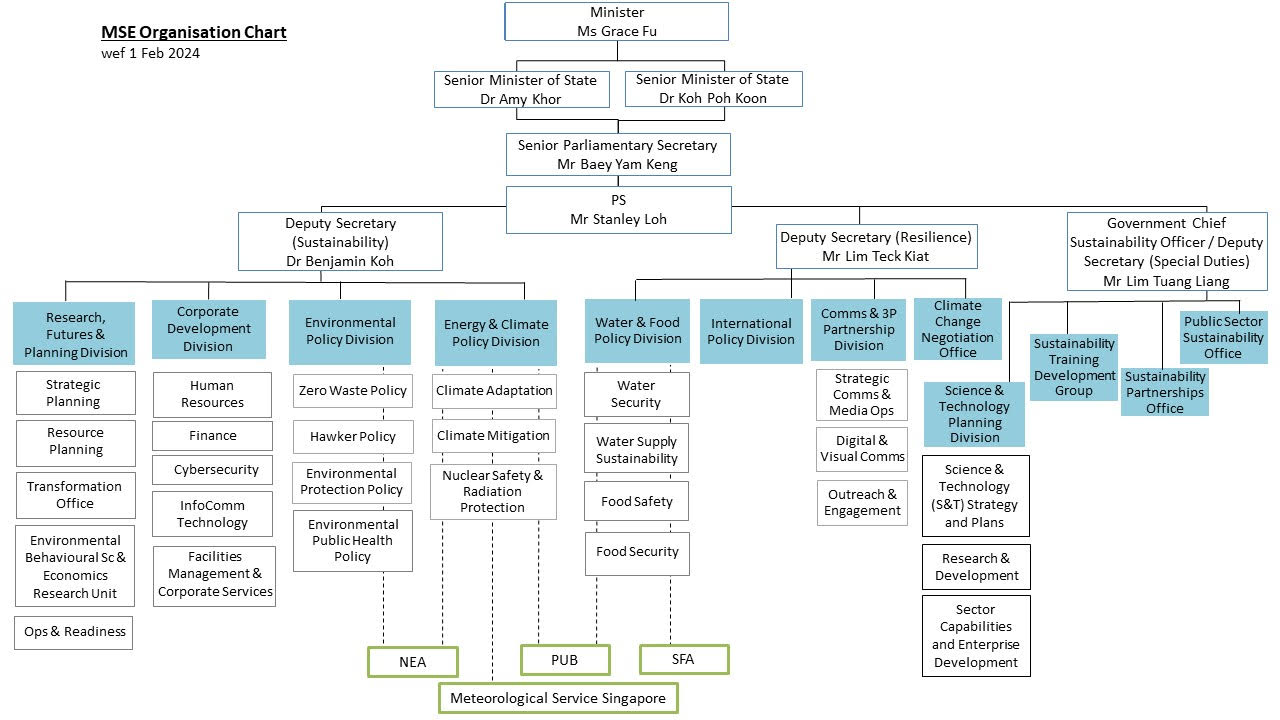 MSE Organisation Chart
wef 1 Feb 2024
Minister
Ms Grace Fu
Senior Minister of State
Dr Amy Khor
Senior Minister of State
Dr Koh Poh Koon
Senior Parliamentary Secretary
Mr Baey Yam Keng
PS
Mr Stanley Loh
Deputy Secretary
(Sustainability)
Dr Benjamin Koh
Deputy Secretary (Resilience)
Mr Lim Teck Kiat
Government Chief
Sustainability Officer / Deputy
Secretary (Special Duties)
Mr Lim Tuang Liang
Research,
Futures &
Planning Division
Strategic
Planning
Resource
Planning
Transformation
Office
Environmental
Behavioural Sc &
Economics
Research Unit
Ops & Readiness
Corporate
Development
Division
Human
Resources
Finance
Cybersecurity
InfoComm
Technology
Facilities
Management &
Corporate Services
Environmental
Policy Division
Zero Waste Policy
Hawker Policy
Environmental
Protection Policy
Environmental
Public Health
Policy
Energy & Climate
Policy Division
Climate Adaptation
Climate Mitigation
Nuclear Safety &
Radiation
Protection
Water & Food
Policy Division
Water
Security
Water Supply
Sustainability
Food Safety
Food Security
International
Policy Division
Comms & 3P
Partnership
Division
Strategic
Comms &
Media Ops
Digital &
Visual Comms
Outreach &
Engagement
Climate
Change
Negotiation
Office
Science &
Technology
Planning
Division
Science &
Technology
(S&T) Strategy
and Plans
Research &
Development
Sector
Capabilities
and Enterprise
Development
Sustainability
Training
Development
Group
Sustainability
Partnerships
Office
Public Sector
Sustainability
Office
NEA
PUB
SFA
Meteorological Service Singapore